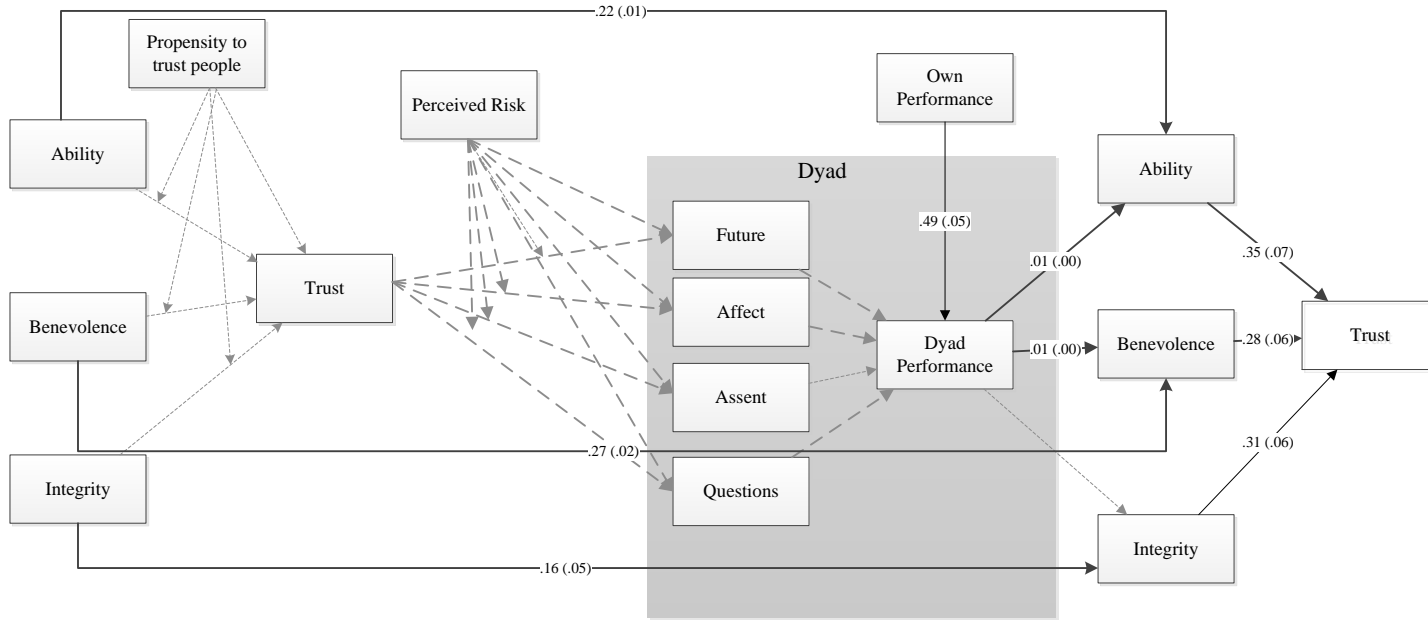 .22 (.01)
Propensity to
trust people
Own
Performance
Perceived Risk
Ability
Ability
Dyad
.49 (.05)
Future
.35 (.07)
.01 (.00)
Trust
Affect
Benevolence
Dyad
Performance
.01 (.00)
Benevolence
.28 (.06)
Trust
Assent
.27 (.02)
.31 (.06)
Integrity
Questions
Integrity
.16 (.05)